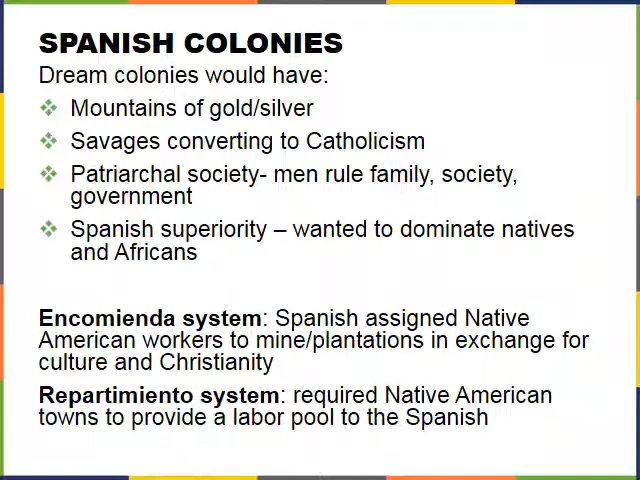 SPANISH COLONIES
Dream colonies would have:
Mountains of gold/silver
Savages converting to Catholicism
Patriarchal society- men rule family, society,
government
Spanish superiority – wanted to dominate natives
and Africans
Encomienda system: Spanish assigned Native
American workers to mine/plantations in exchange for
culture and Christianity
Repartimiento system: required Native American
towns to provide a labor pool to the Spanish